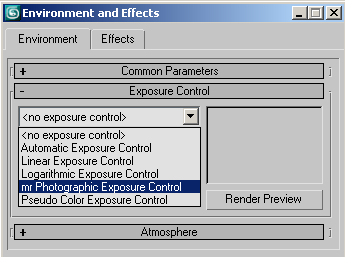 Environment and Effects
Environment
Effects
+ Common Parameters
- Exposure Control
<no exposure control>
<no exposure control>
Automatic Exposure Control
Linear Exposure Control
Logarithmic Exposure Control
mr Photographic Exposure Control
Pseudo Color Exposure Control
Render Preview
+ Atmosphere